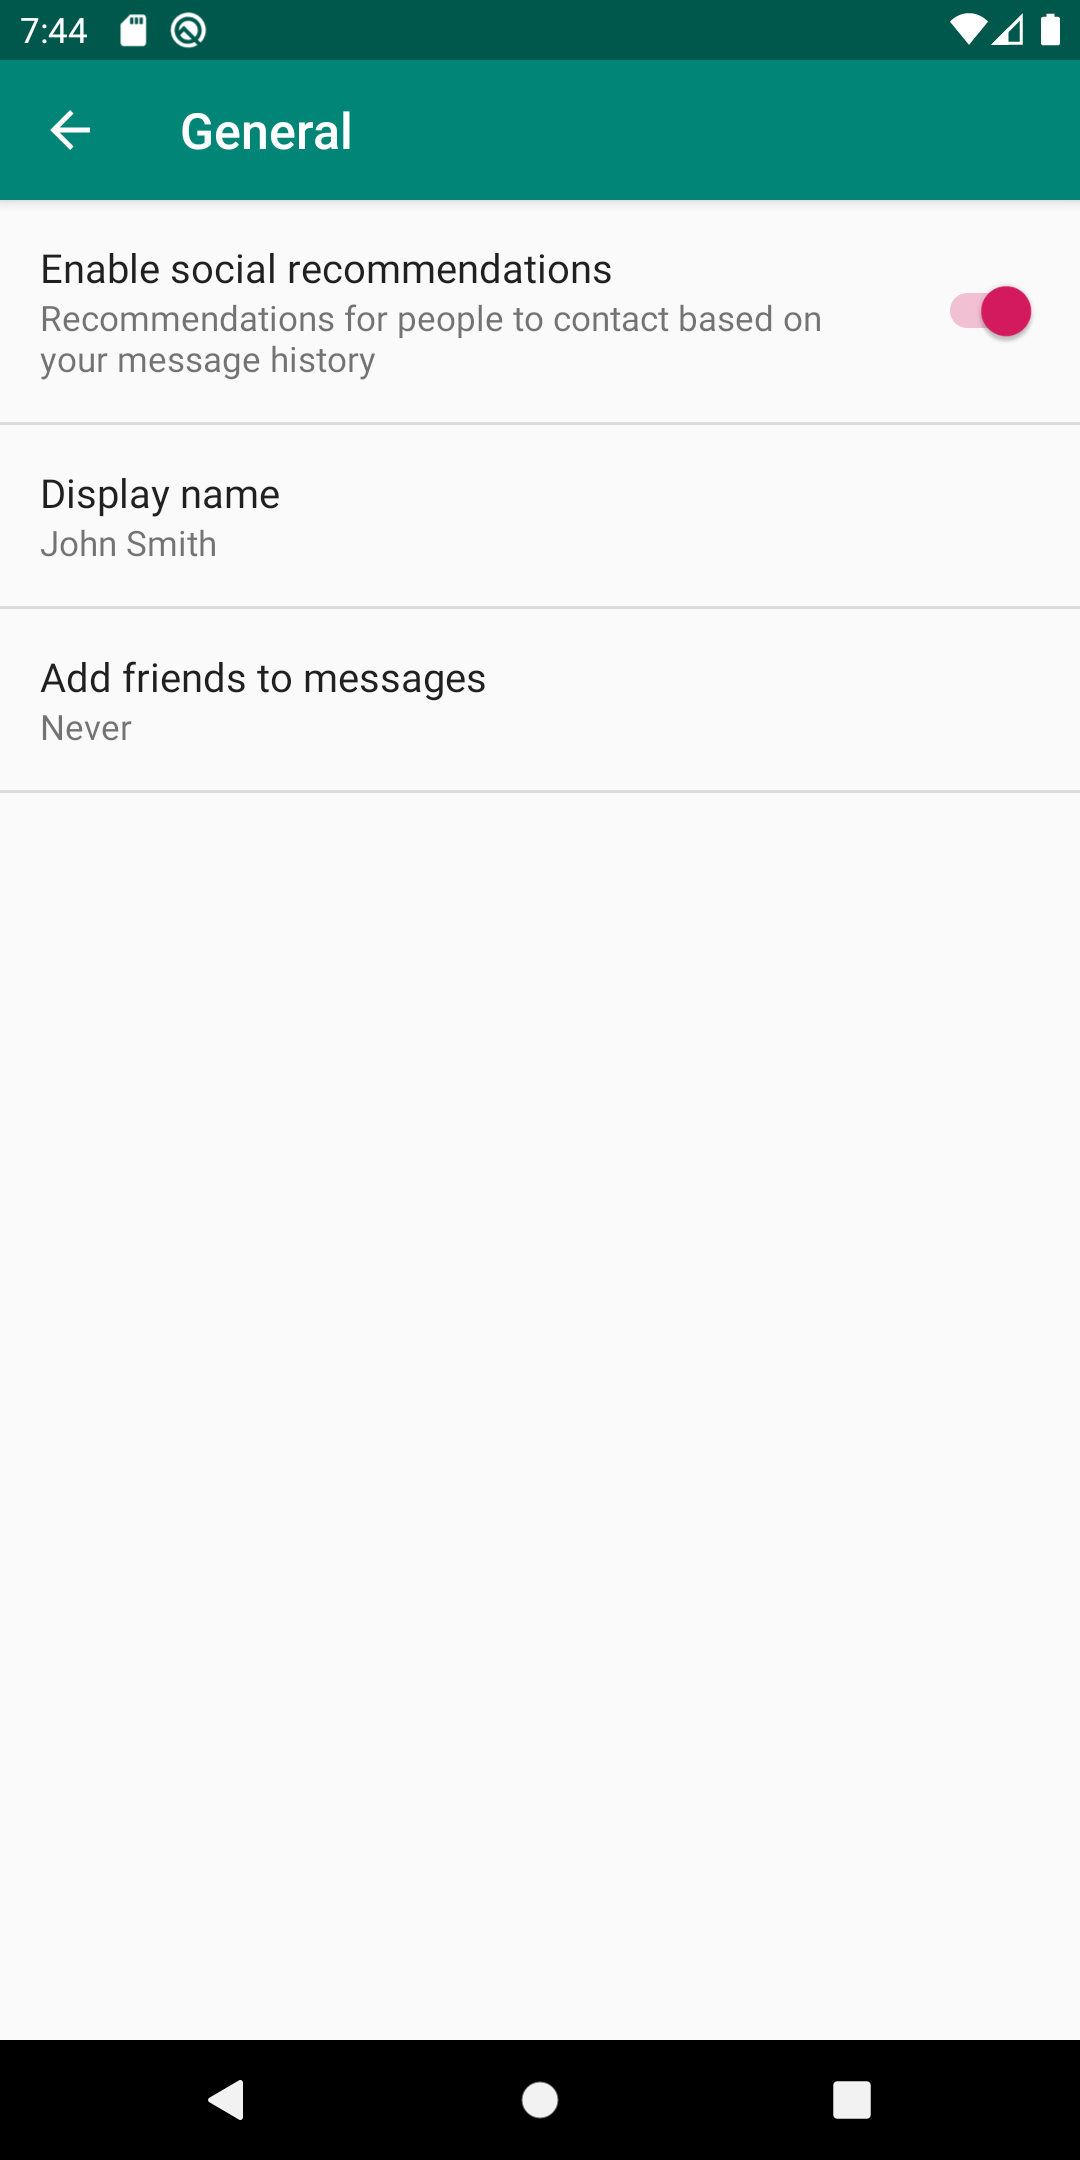 7:44
General
Enable social recommendations
Recommendations for people to contact based on
your message history
Display name
John Smith
Add friends to messages
Never